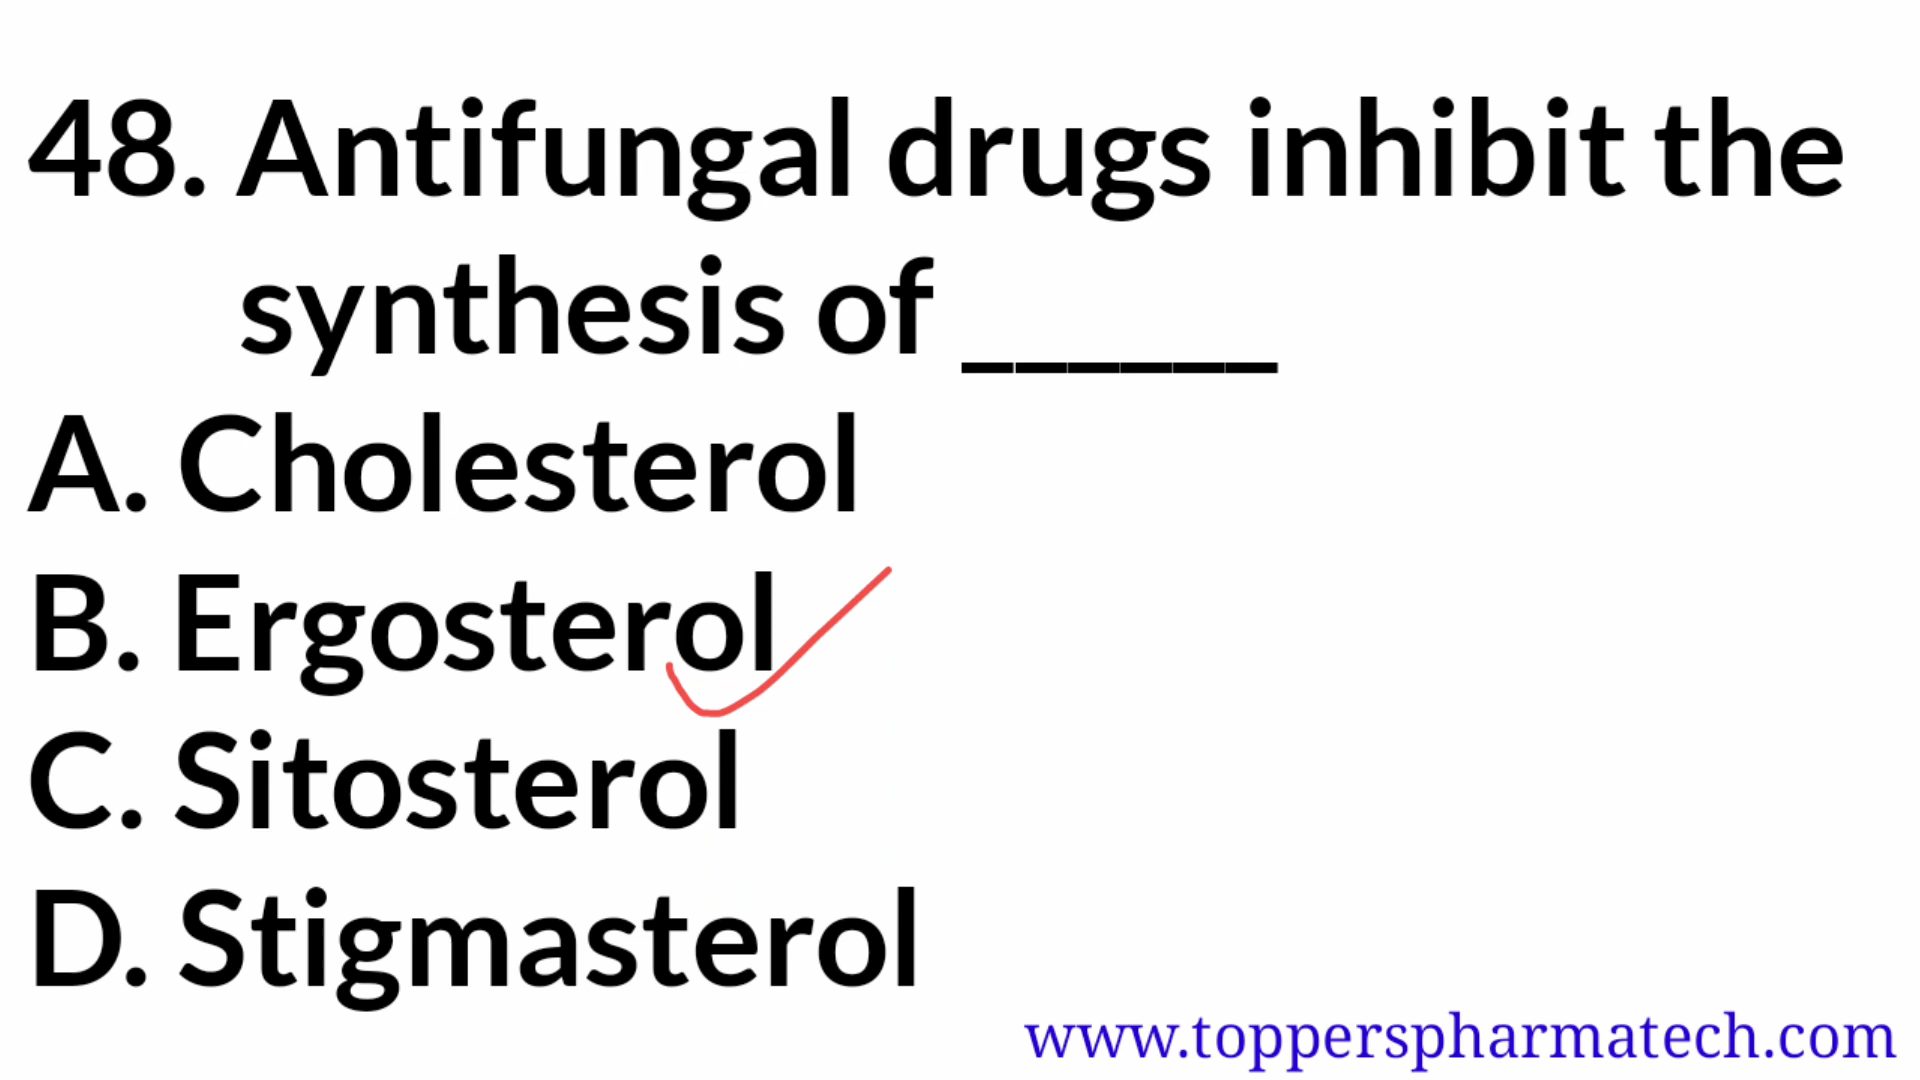 48. Antifungal drugs inhibit the
synthesis of ______
A. Cholesterol
B. Ergosterol
C. Sitosterol
D. Stigmasterol
www.topperspharmatech.com